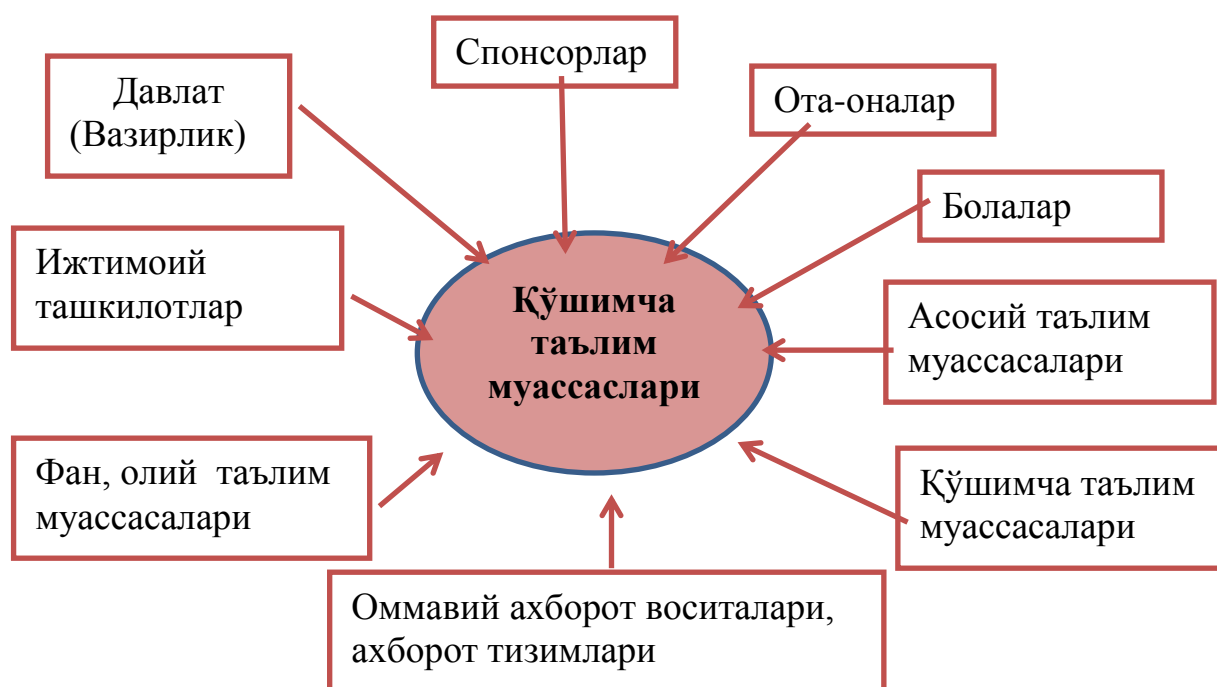 Спонсорлар
Давлат
(Вазирлик)
Ота-оналар
Болалар
Ижтимоий
ташкилотлар
Қўшимча
таълим
муассаслари
Асосий таълим
муассасалари
Фан, олий таълим
муассасалари
Қўшимча таълим
муассасалари
Оммавий ахборот воситалари,
ахборот тизимлари